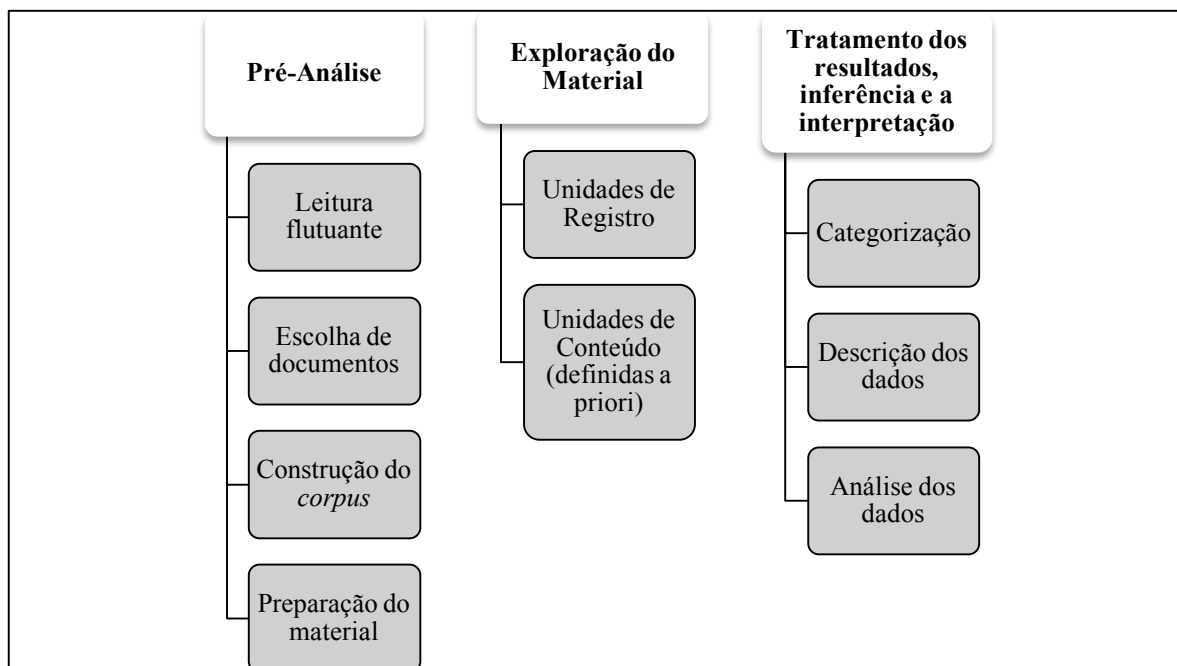 Pré-Análise
Leitura
flutuante
Escolha de
documentos
Construção do
corpus
Preparação do
material
Exploração do
Material
Unidades de
Registro
Unidades de
Conteúdo
(definidas a
priori)
Tratamento dos
resultados,
inferência e a
interpretação
Categorização
Descrição dos
dados
Análise dos
dados